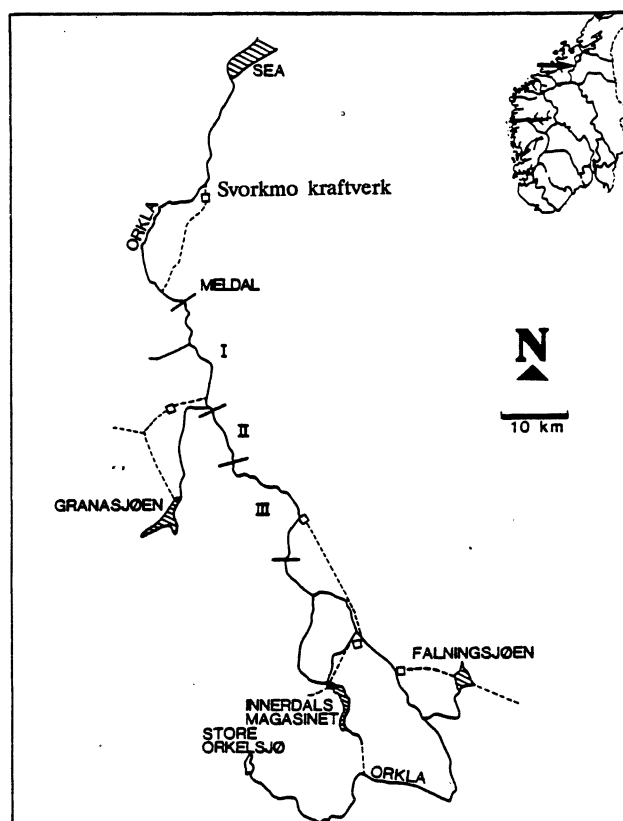 SEA
Svorkmo kraftverk
ORKLA
MELDAL
I
N
10 km
II
GRANASJØEN
III
FALNINGSJØEN
INNERDALS
MAGASINET
STORE
ORKELSJØ
ORKLA